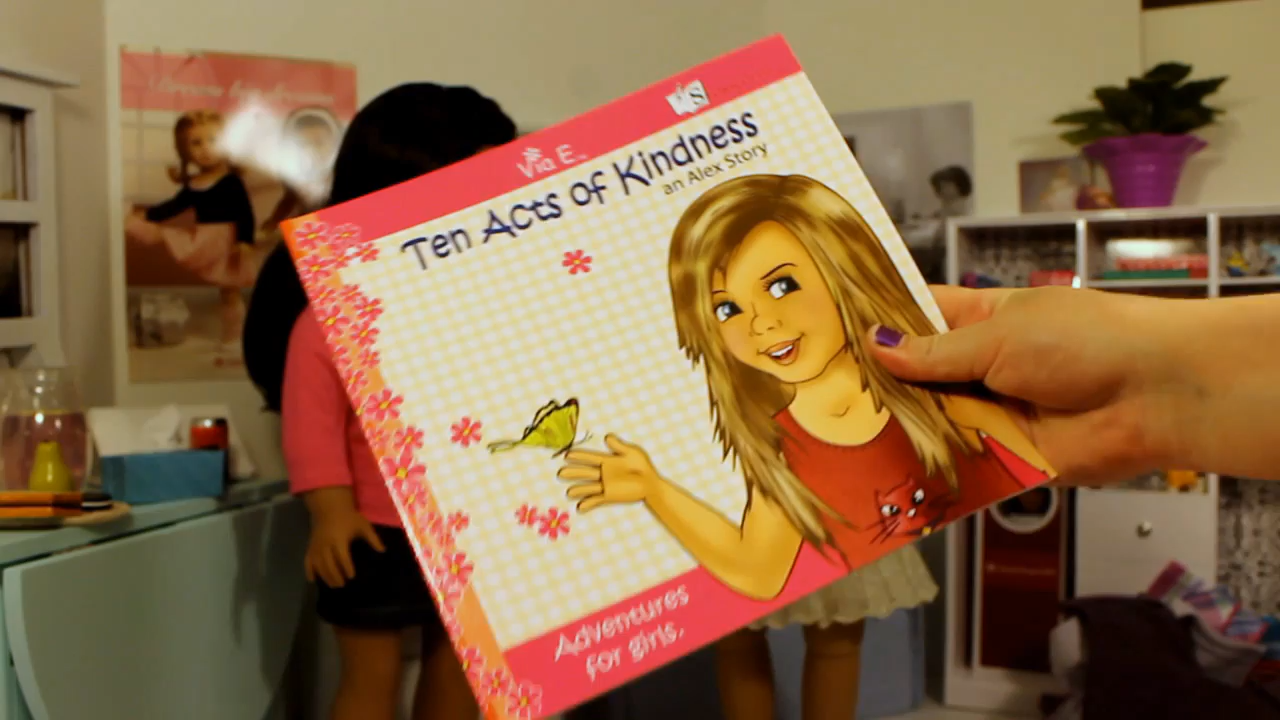 Via E.
Ten Acts of Kindness
an Alex Story
Adventures
for girls.